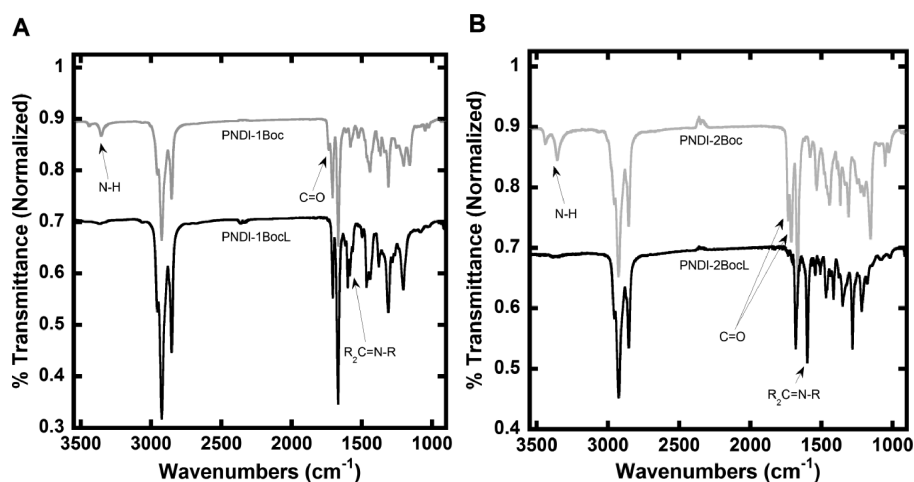 A
% Transmittance (Normalized)
1
0.9
0.8
0.7
0.6
0.5
0.4
0.3
PNDI-1Boc
N-H
C=O
PNDI-1BocL
R₂C=N-R
3500 3000 2500 2000 1500 1000
Wavenumbers (cm⁻¹)
B
% Transmittance (Normalized)
1
0.9
0.8
0.7
0.6
0.5
0.4
PNDI-2Boc
N-H
PNDI-2BocL
C=O
R₂C=N-R
3500 3000 2500 2000 1500 1000
Wavenumbers (cm⁻¹)